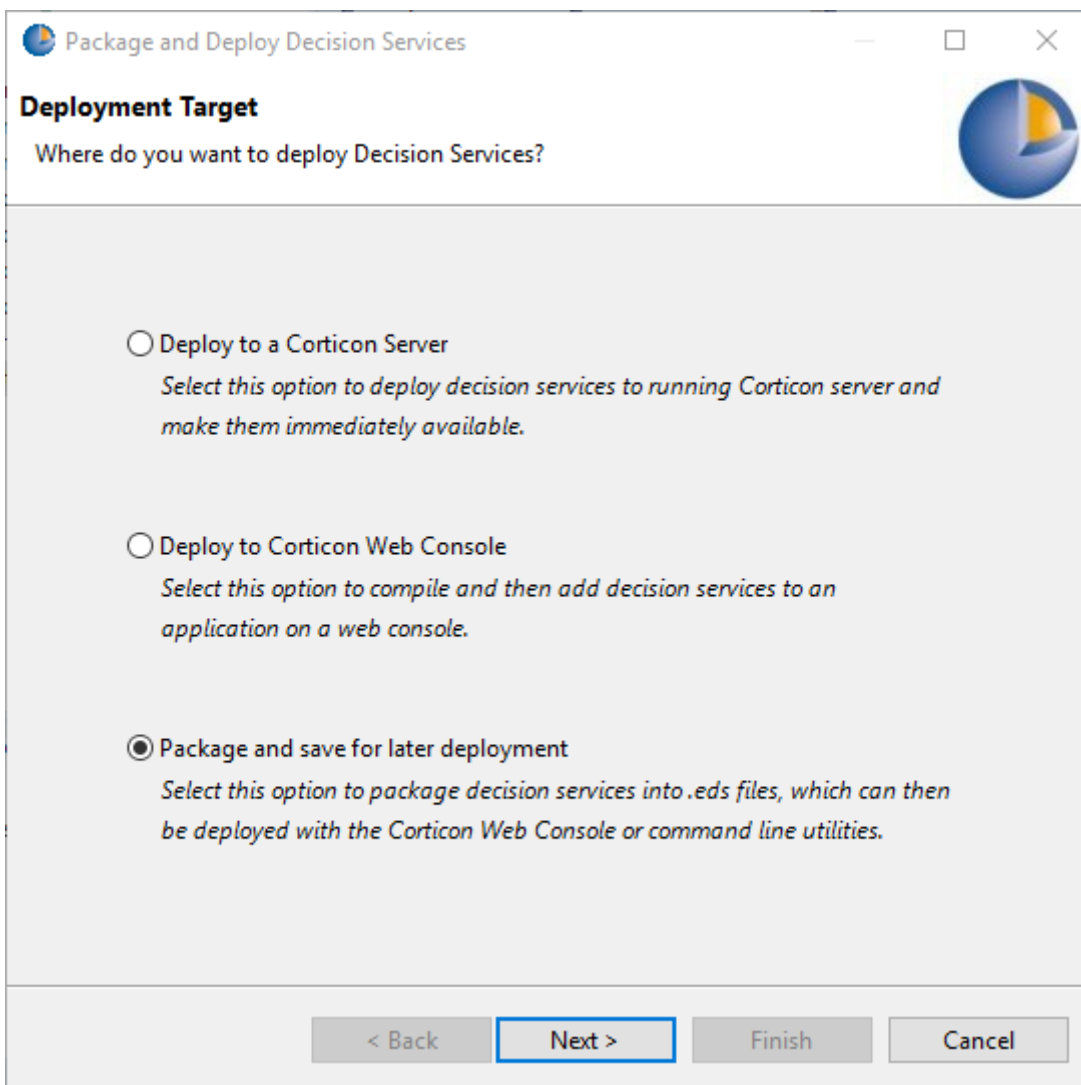 Package and Deploy Decision Services
Deployment Target
Where do you want to deploy Decision Services?
Deploy to a Corticon Server
Select this option to deploy decision services to running Corticon server and
make them immediately available.
Deploy to Corticon Web Console
Select this option to compile and then add decision services to an
application on a web console.
Package and save for later deployment
Select this option to package decision services into .eds files, which can then
be deployed with the Corticon Web Console or command line utilities.
< Back Next > Finish Cancel